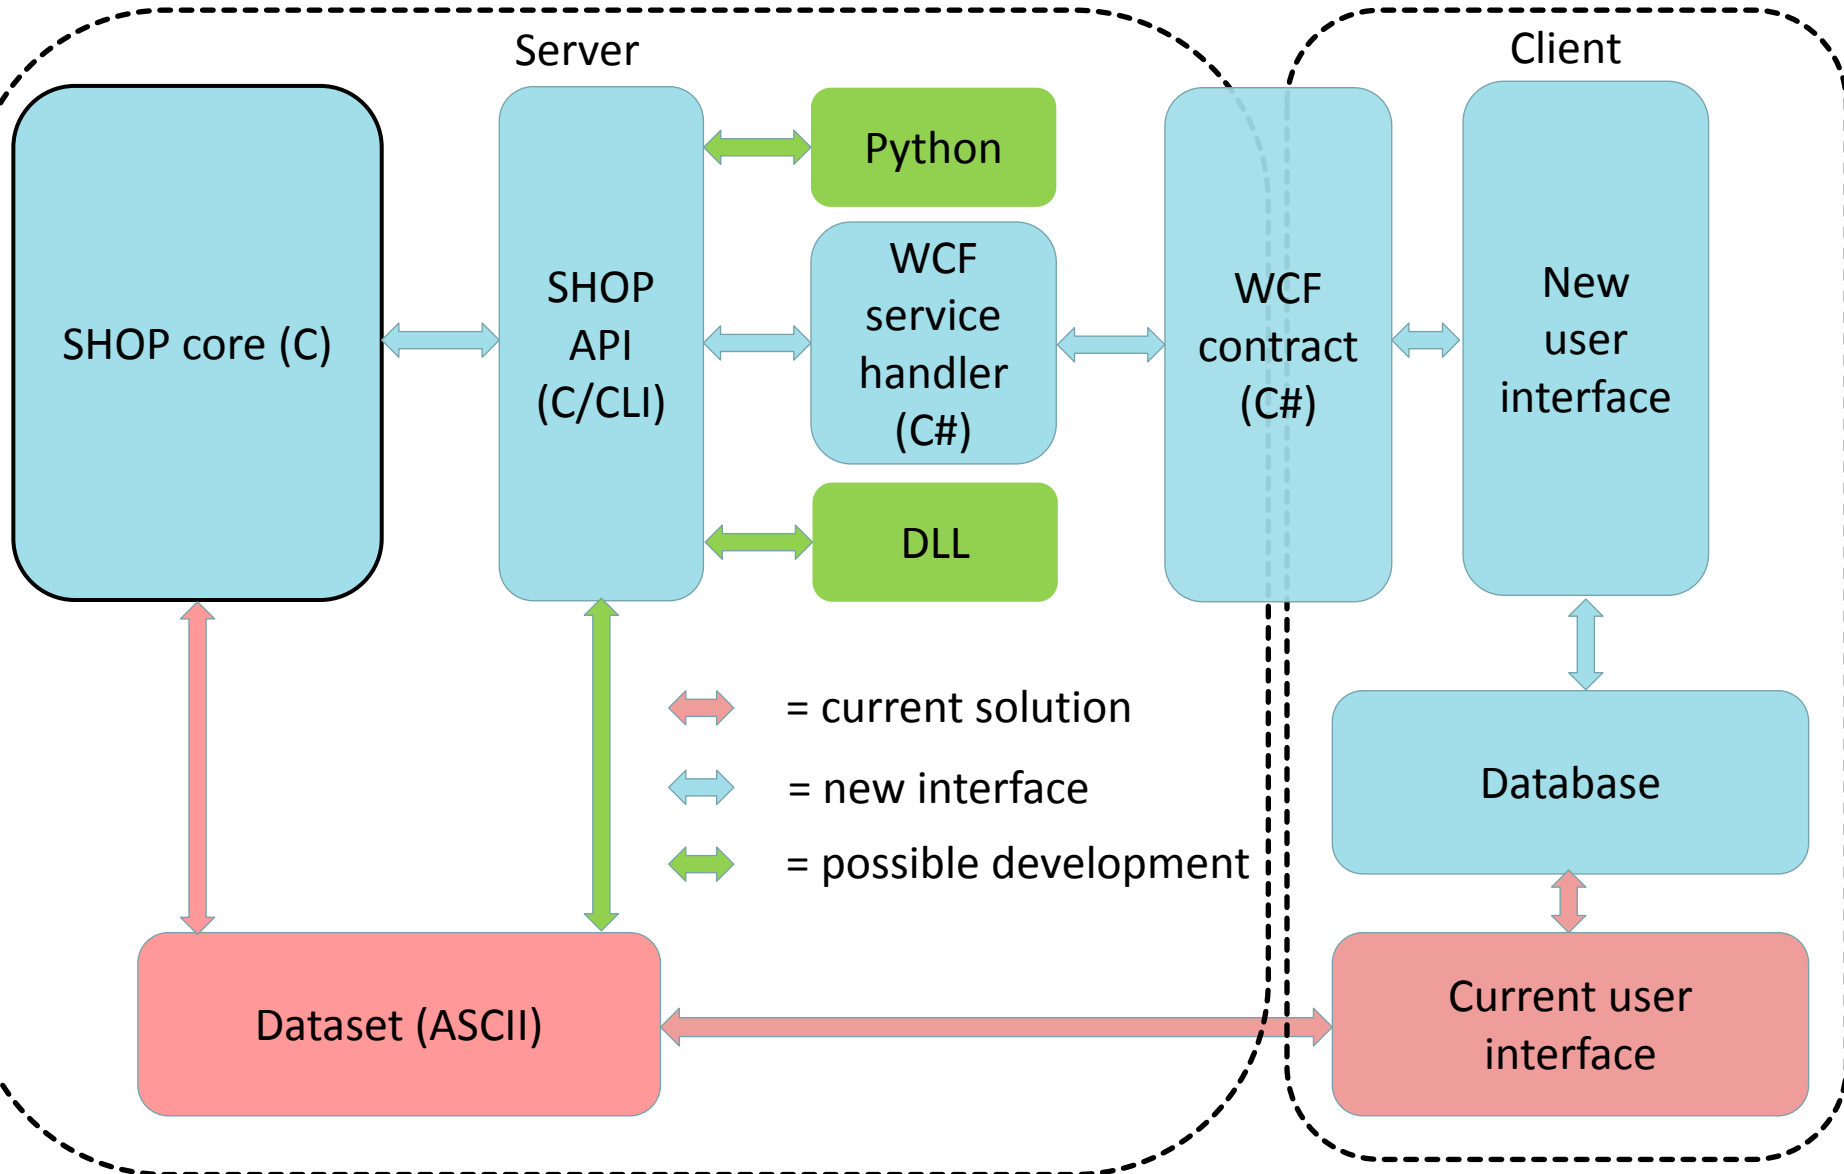 Server
Client
SHOP core (C)
SHOP
API
(C/CLI)
Python
WCF
service
handler
(C#)
DLL
WCF
contract
(C#)
New
user
interface
= current solution
= new interface
= possible development
Database
Dataset (ASCII)
Current user
interface